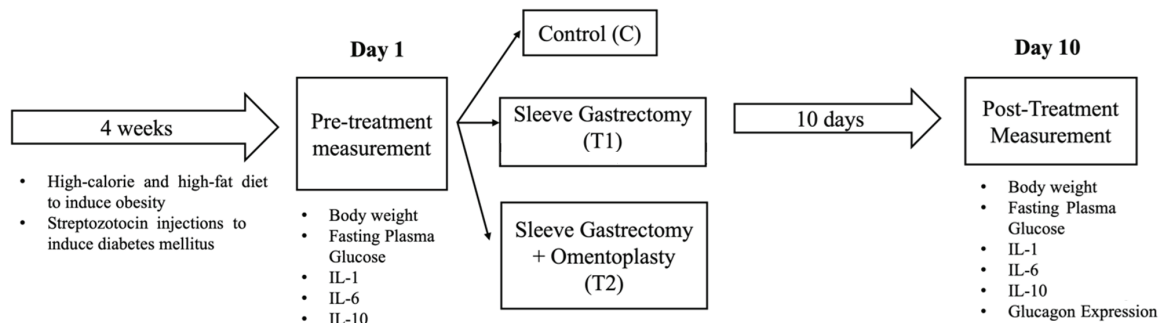 4 weeks
• High-calorie and high-fat diet
to induce obesity
• Streptozotocin injections to
induce diabetes mellitus
Day 1
Pre-treatment
measurement
• Body weight
• Fasting Plasma
Glucose
• IL-1
• IL-6
• IL-10
Control (C)
Sleeve Gastrectomy
(T1)
Sleeve Gastrectomy
+ Omentoplasty
(T2)
10 days
Day 10
Post-Treatment
Measurement
• Body weight
• Fasting Plasma
Glucose
• IL-1
• IL-6
• IL-10
• Glucagon Expression